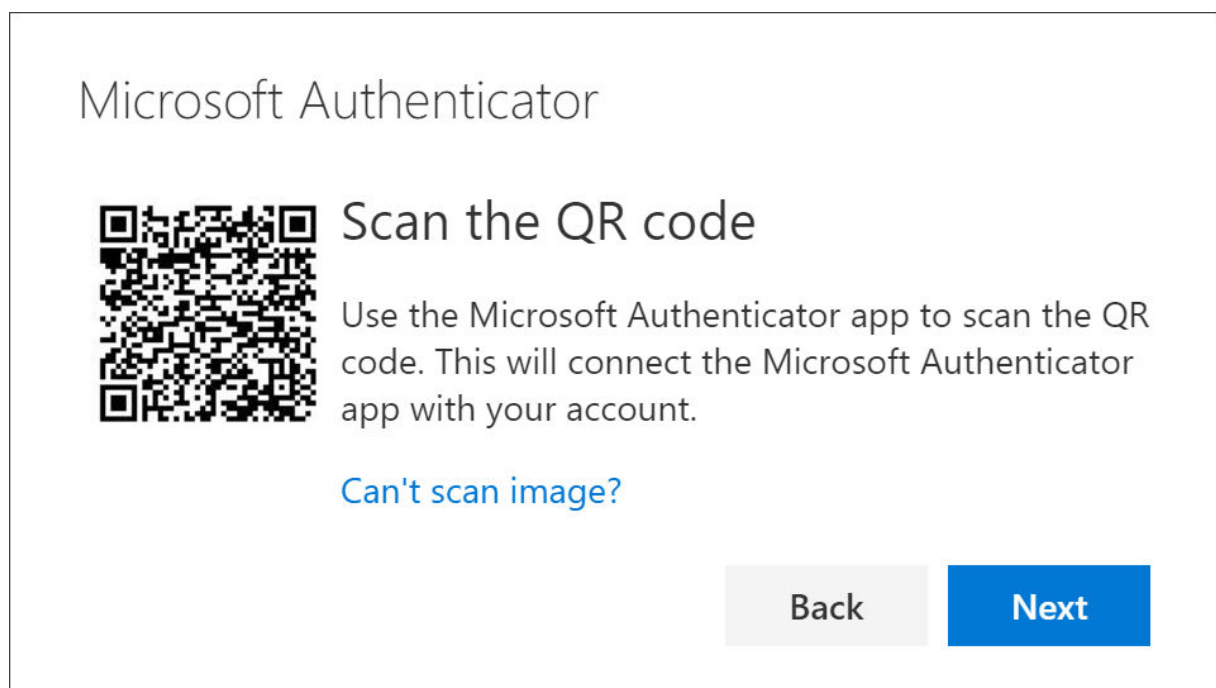 Microsoft Authenticator
Scan the QR code
Use the Microsoft Authenticator app to scan the QR
code. This will connect the Microsoft Authenticator
app with your account.
Can't scan image?
Back
Next